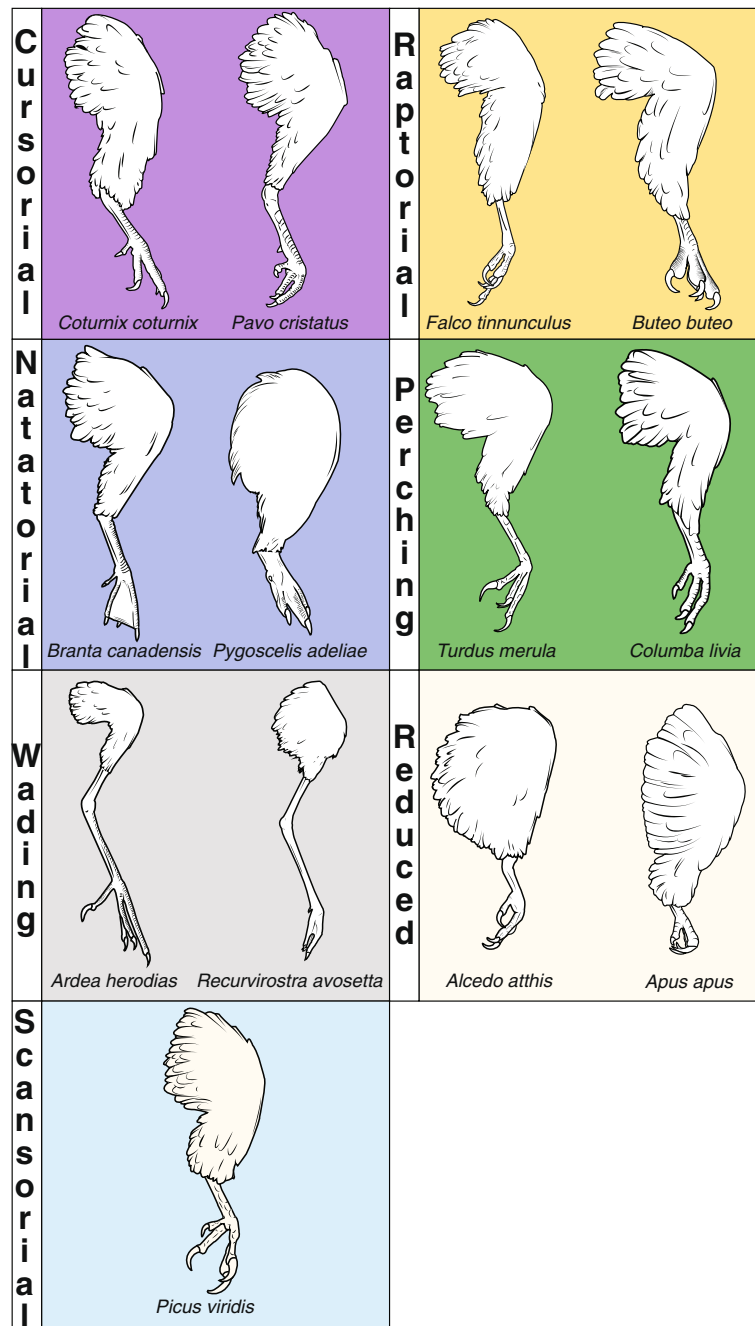 Cursorial
Coturnix coturnix
Pavo cristatus
Raptorial
Falco tinnunculus
Buteo buteo
Natatorial
Branta canadensis
Pygoscelis adeliae
Perching
Turdus merula
Columba livia
Wading
Ardea herodias
Recurvirostra avosetta
Reduced
Alcedo atthis
Apus apus
Scansorial
Picus viridis